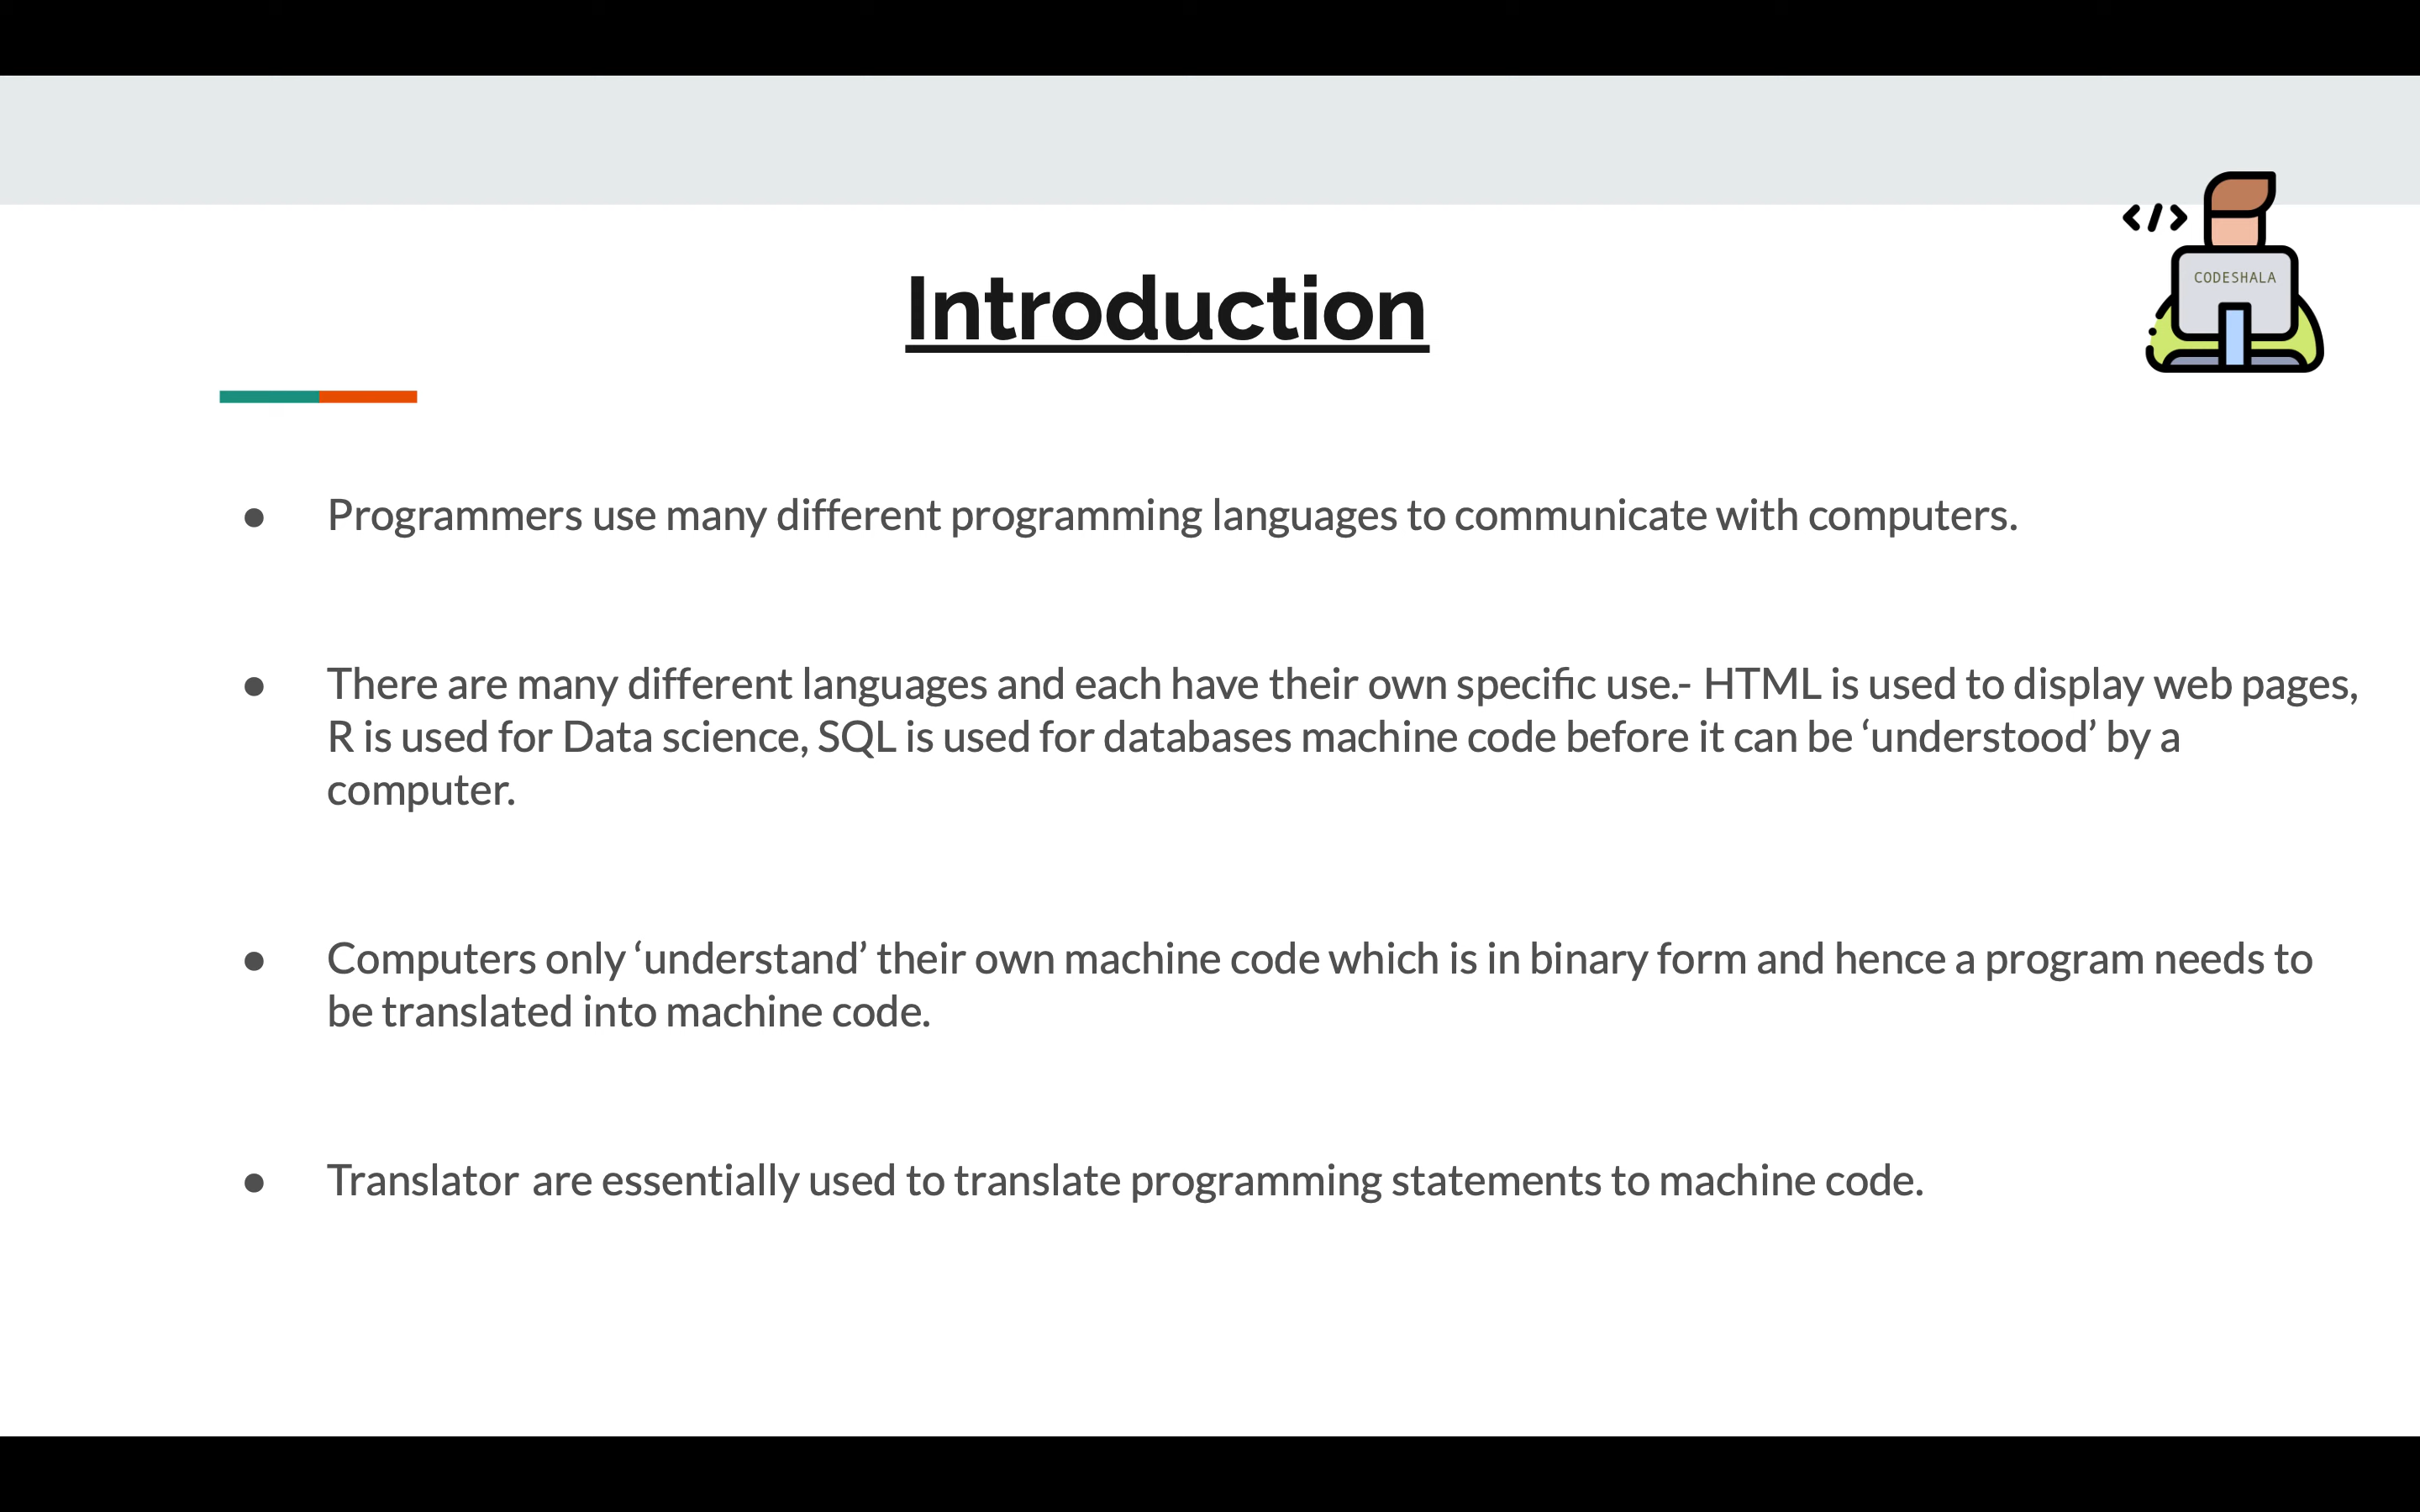 </>
CODESHALA
Introduction
● Programmers use many different programming languages to communicate with computers.
● There are many different languages and each have their own specific use.- HTML is used to display web pages,
R is used for Data science, SQL is used for databases machine code before it can be ‘understood’ by a
computer.
● Computers only ‘understand’ their own machine code which is in binary form and hence a program needs to
be translated into machine code.
● Translator are essentially used to translate programming statements to machine code.